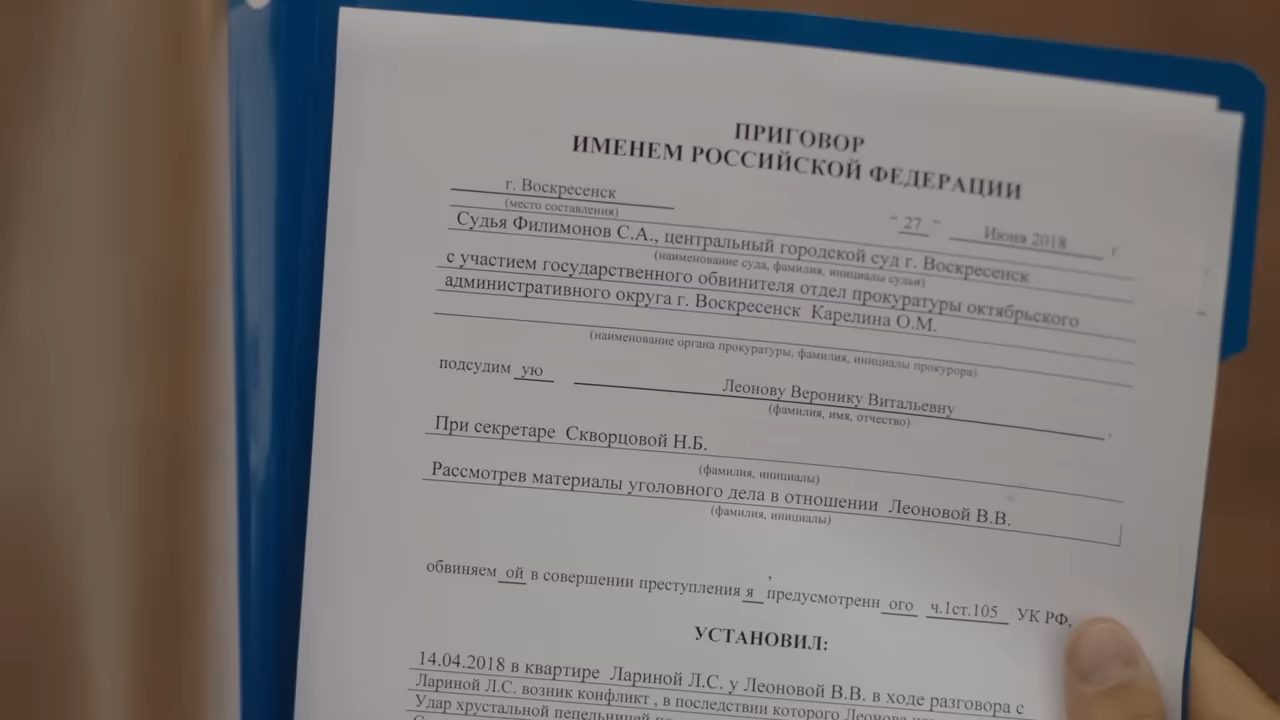 ПРИГОВОР
ИМЕНЕМ РОССИЙСКОЙ ФЕДЕРАЦИИ
г. Воскресенск
(место составления)
" 27 " Июня 2018 г
Судья Филимонов С.А., центральный городской суд г. Воскресенск
(наименование суда, фамилия, инициалы судьи)
с участием государственного обвинителя отдел прокуратуры октябрьского
административного округа г. Воскресенск Карелина О.М.
(наименование органа прокуратуры, фамилия, инициалы прокурора)
подсудим ую Леонову Веронику Витальевну ,
(фамилия, имя, отчество)
При секретаре Скворцовой Н.Б.
(фамилия, инициалы)
Рассмотрев материалы уголовного дела в отношении Леоновой В.В.
(фамилия, инициалы)
,
обвиняем ой в совершении преступления я предусмотренн ого ч.1ст.105 УК РФ,
УСТАНОВИЛ:
14.04.2018 в квартире Лариной Л.С. у Леоновой В.В. в ходе разговора с
Лариной Л.С. возник конфликт , в последствии которого Леонова
Удар хрустальной пепельницей